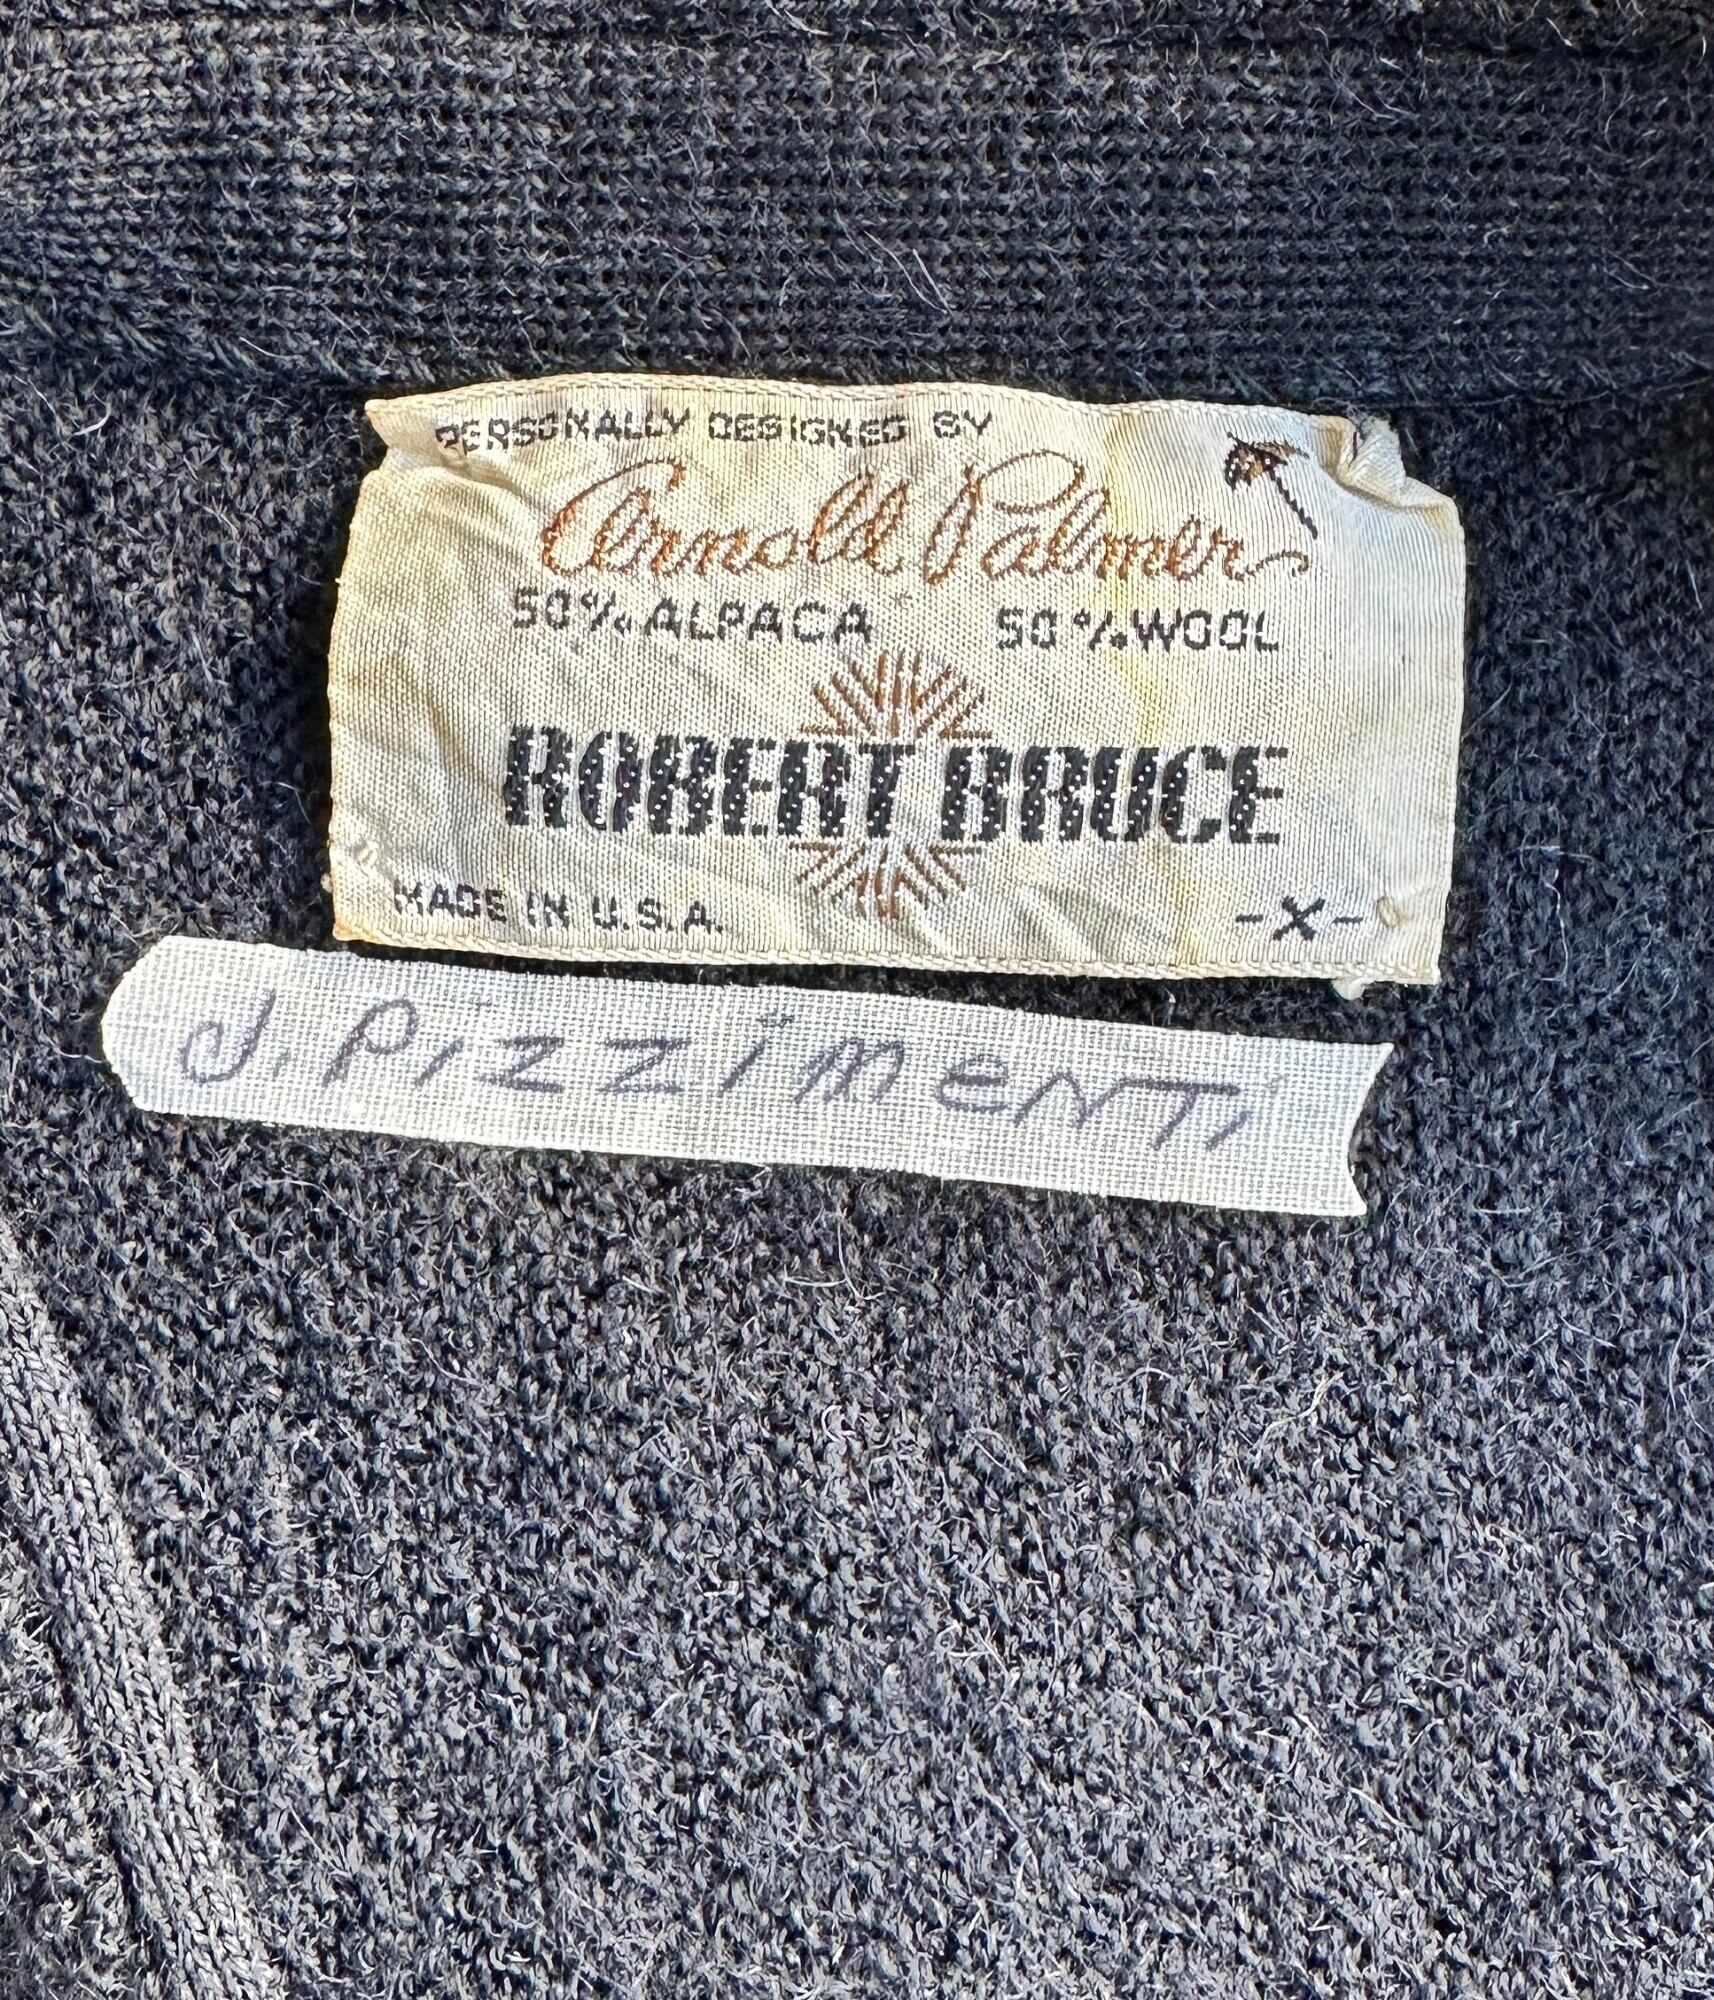 PERSONALLY DESIGNED BY
Arnold Palmer
50% ALPACA 50% WOOL
ROBERT BRUCE
MADE IN U.S.A. -X-
J. Pizzimenti